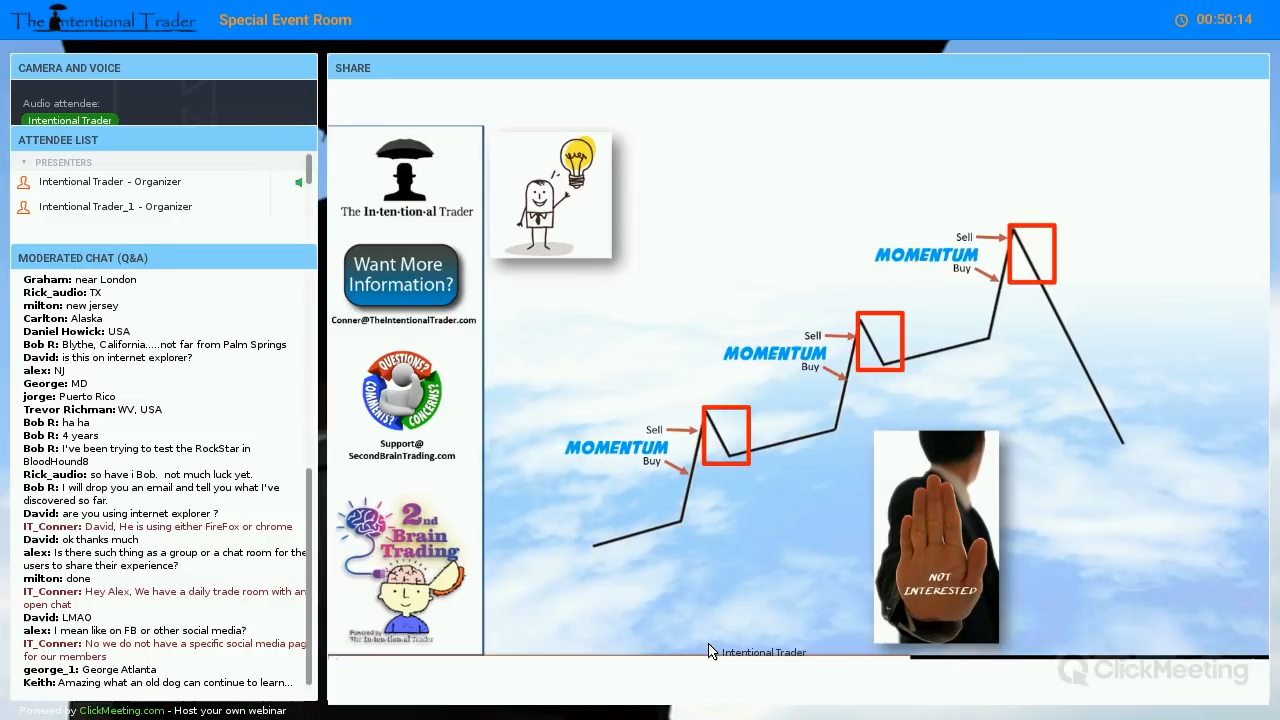 The Intentional Trader
Special Event Room
00:50:14
CAMERA AND VOICE
Audio attendee:
Intentional Trader
ATTENDEE LIST
PRESENTERS
Intentional Trader - Organizer
Intentional Trader_1 - Organizer
MODERATED CHAT (Q&A)
Graham: near London
Rick_audio: TX
milton: new jersey
Carlton: Alaska
Daniel Howick: USA
Bob R: Blythe, California.....not far from Palm Springs
David: is this internet explorer?
alex: NJ
George: MD
jorge: Puerto Rico
Trevor Richman: WV, USA
Bob R: ha ha
Bob R: 4 years
Bob R: I've been trying to test the RockStar in
BloodHound8
Rick_audio: so have i Bob.  not much luck yet.
Bob R: I will drop you an email and tell you what I've
discovered so far.
David: are you using internet explorer ?
IT_Conner: David, He is using either FireFox or chrome
David: ok thanks much
alex: Is there such thing as a group or a chat room for the
users to share their experience?
milton: done
IT_Conner: Hey Alex, We have a daily trade room with an
open chat
David: LMAO
alex: I mean like on FB or other social media?
IT_Conner: No we do not have a specific social media pag
for our members
george_1: George Atlanta
Keith: Amazing what an old dog can continue to learn...
Powered by ClickMeeting.com - Host your own webinar
SHARE
The In·ten·tion·al Trader
Want More
Information?
Conner@TheIntentionalTrader.com
QUESTIONS?
COMMENTS?
CONCERNS?
Support@
SecondBrainTrading.com
2nd
Brain
Trading
Powered by
The In·ten·tion·al Trader
Sell
MOMENTUM
Buy
Sell
MOMENTUM
Buy
Sell
MOMENTUM
Buy
NOT
INTERESTED
Intentional Trader
ClickMeeting